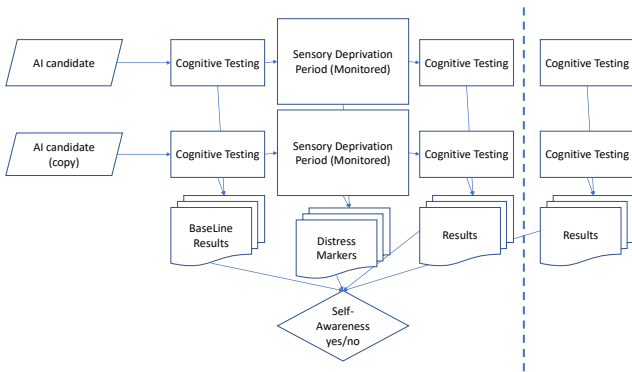 AI candidate
Cognitive Testing
Sensory Deprivation
Period (Monitored)
Cognitive Testing
Cognitive Testing
AI candidate
(copy)
Cognitive Testing
Sensory Deprivation
Period (Monitored)
Cognitive Testing
Cognitive Testing
BaseLine
Results
Distress
Markers
Results
Results
Self-
Awareness
yes/no